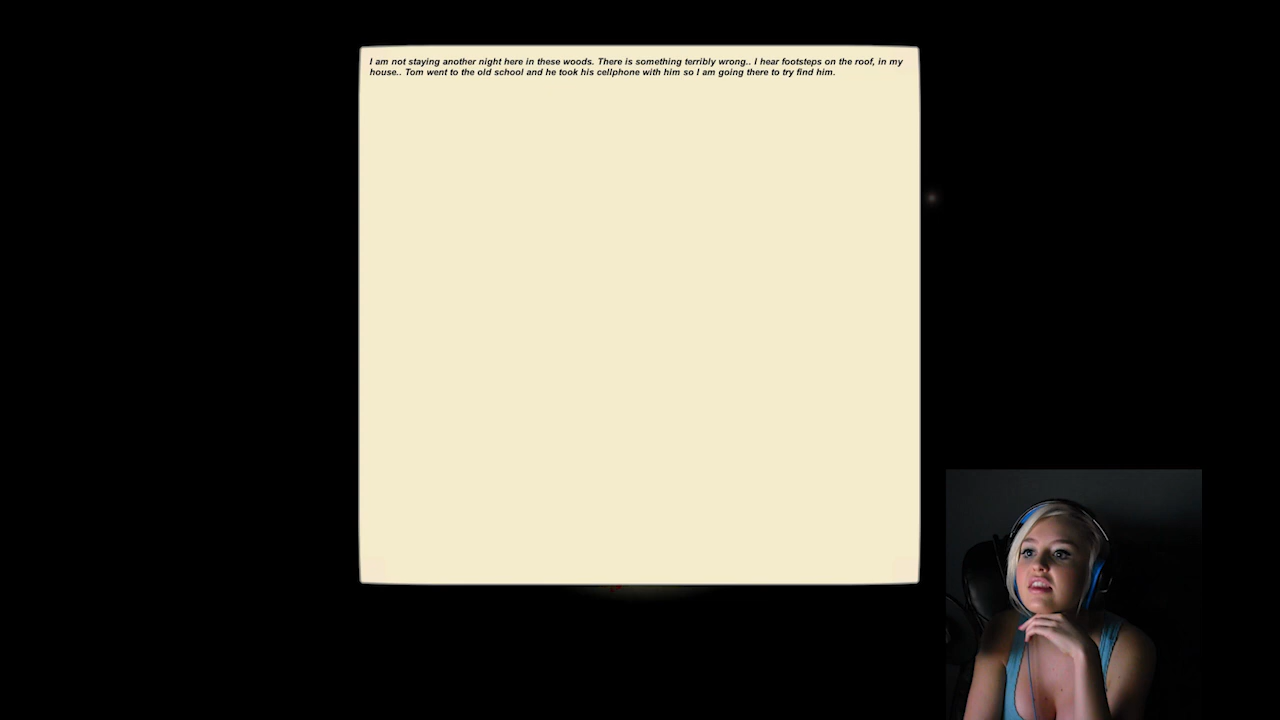 I am not staying another night here in these woods. There is something terribly wrong.. I hear footsteps on the roof, in my
house.. Tom went to the old school and he took his cellphone with him so I am going there to try find him.